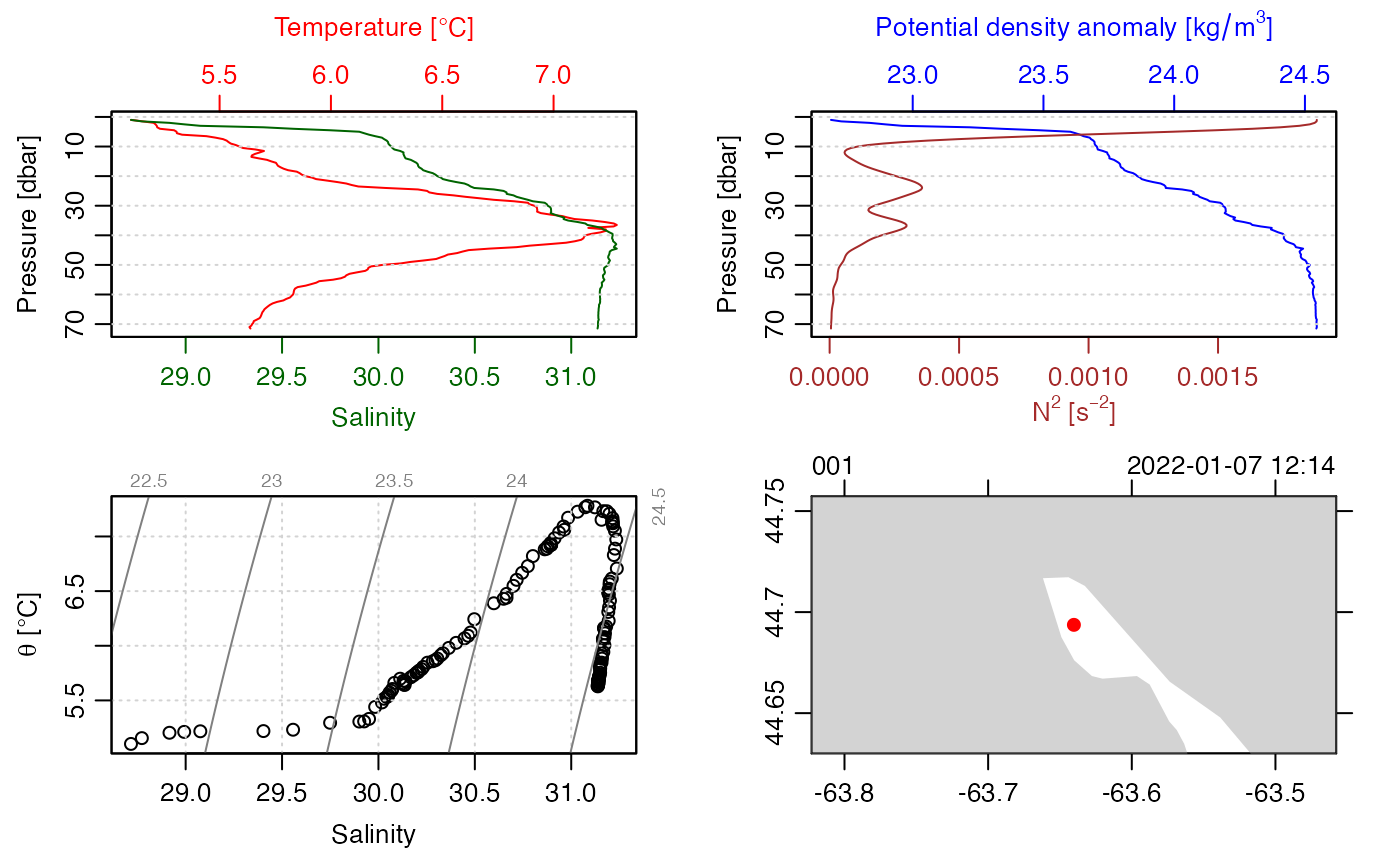 Temperature [°C]
5.5 6.0 6.5 7.0
Pressure [dbar]
10 30 50 70
29.0 29.5 30.0 30.5 31.0
Salinity
Potential density anomaly [kg/m³]
23.0 23.5 24.0 24.5
Pressure [dbar]
10 30 50 70
0.0000 0.0005 0.0010 0.0015
N² [s⁻²]
22.5 23 23.5 24 24.5
θ [°C]
6.5 5.5
29.0 29.5 30.0 30.5 31.0
Salinity
001 2022-01-07 12:14
44.75 44.7 44.65
-63.8 -63.7 -63.6 -63.5